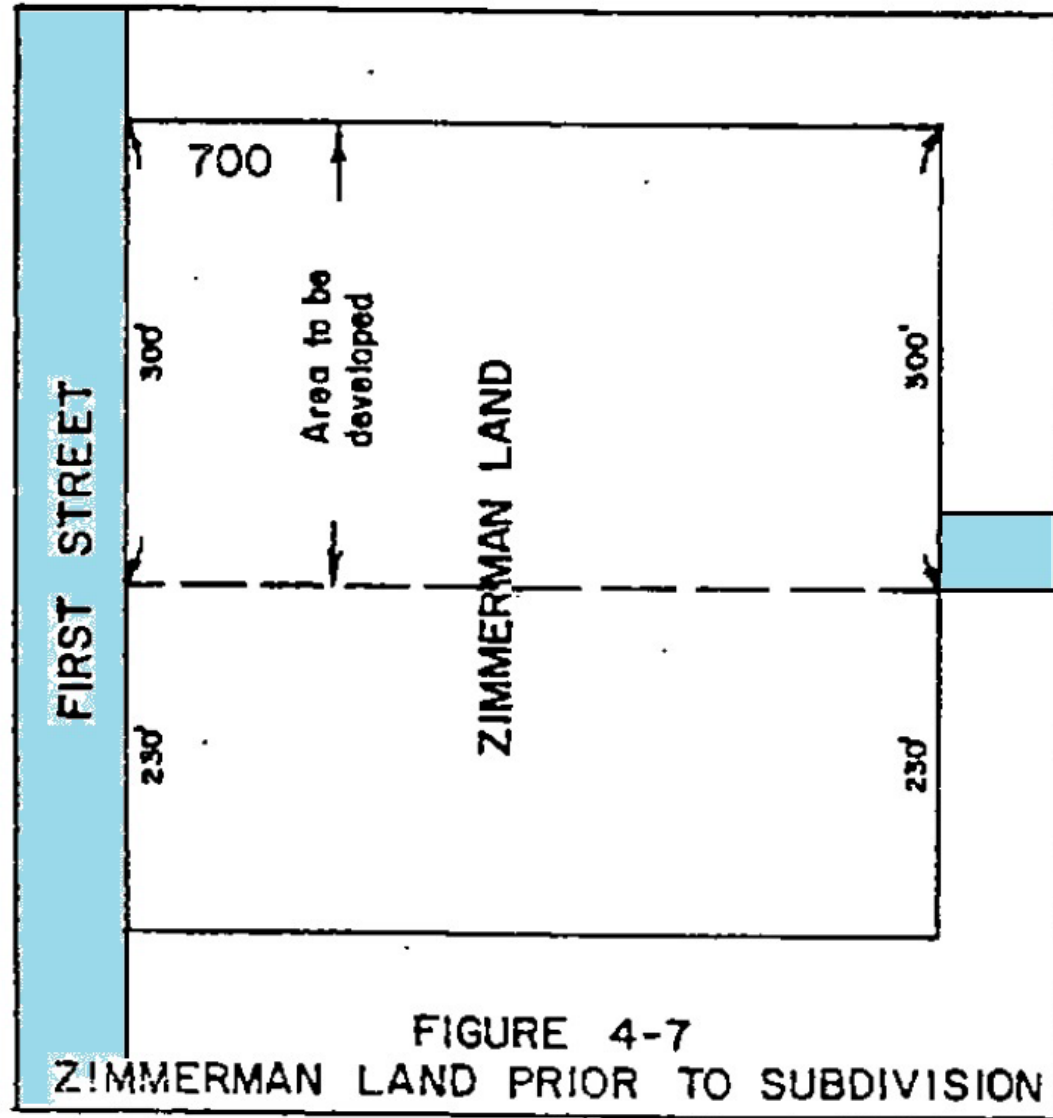 700
300'
Area to be
developed
ZIMMERMAN LAND
300'
FIRST STREET
230'
230'
FIGURE 4-7
ZIMMERMAN LAND PRIOR TO SUBDIVISION